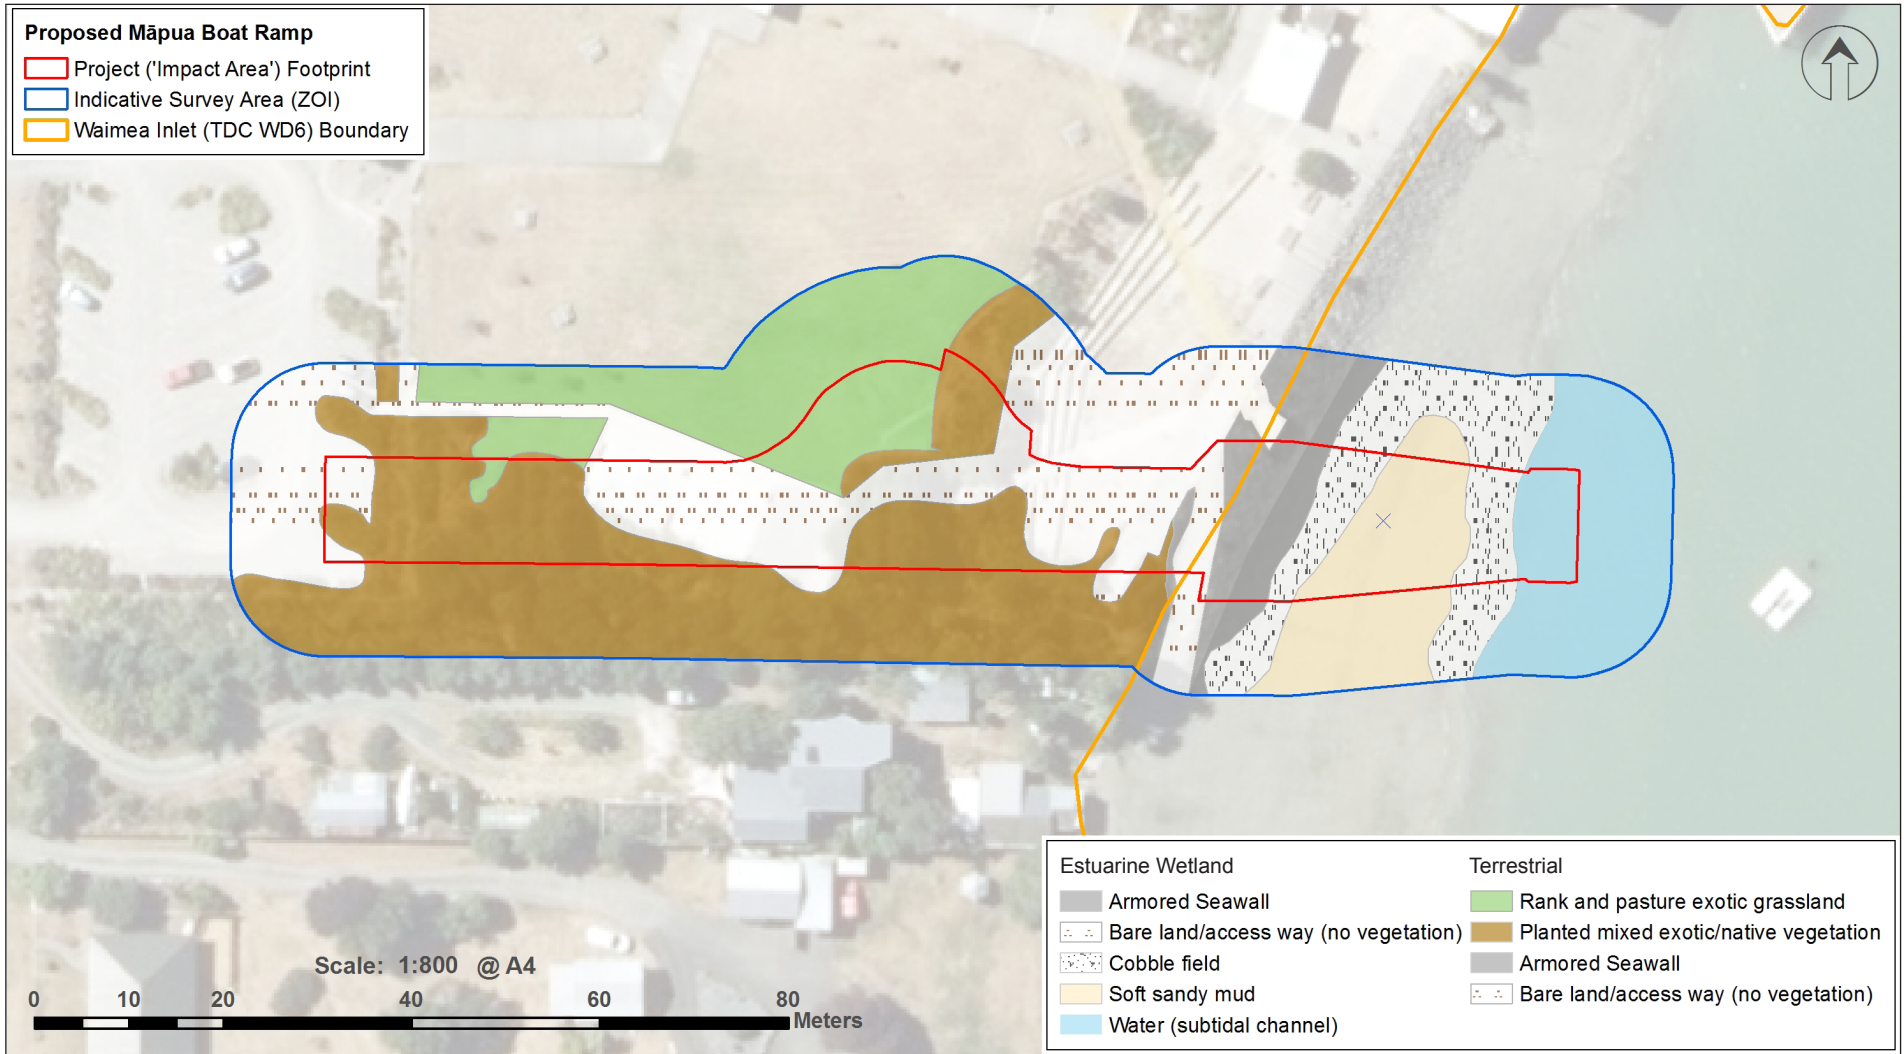 Proposed Māpua Boat Ramp
Project ('Impact Area') Footprint
Indicative Survey Area (ZOI)
Waimea Inlet (TDC WD6) Boundary
Scale: 1:800 @ A4
0 10 20 40 60 80
Meters
Estuarine Wetland
Armored Seawall
Bare land/access way (no vegetation)
Cobble field
Soft sandy mud
Water (subtidal channel)
Terrestrial
Rank and pasture exotic grassland
Planted mixed exotic/native vegetation
Armored Seawall
Bare land/access way (no vegetation)